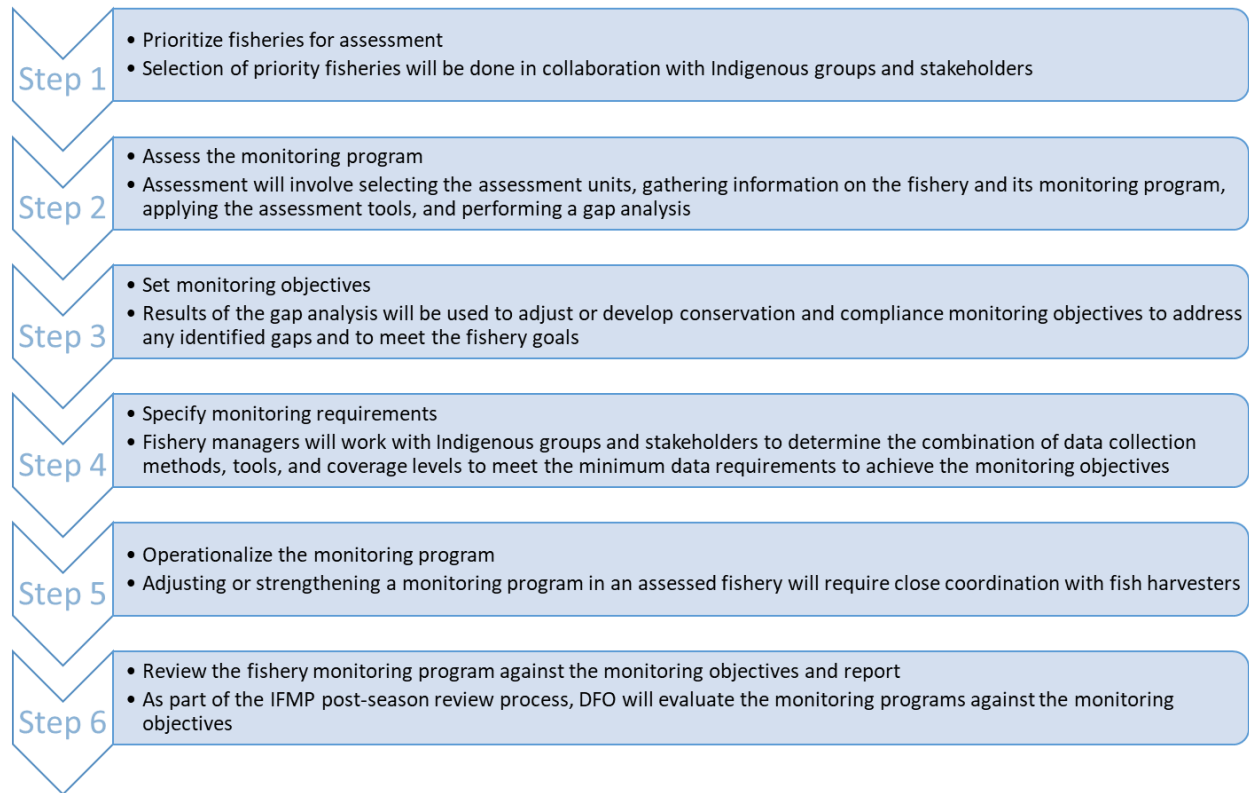 Step 1
• Prioritize fisheries for assessment
• Selection of priority fisheries will be done in collaboration with Indigenous groups and stakeholders
Step 2
• Assess the monitoring program
• Assessment will involve selecting the assessment units, gathering information on the fishery and its monitoring program,
applying the assessment tools, and performing a gap analysis
Step 3
• Set monitoring objectives
• Results of the gap analysis will be used to adjust or develop conservation and compliance monitoring objectives to address
any identified gaps and to meet the fishery goals
Step 4
• Specify monitoring requirements
• Fishery managers will work with Indigenous groups and stakeholders to determine the combination of data collection
methods, tools, and coverage levels to meet the minimum data requirements to achieve the monitoring objectives
Step 5
• Operationalize the monitoring program
• Adjusting or strengthening a monitoring program in an assessed fishery will require close coordination with fish harvesters
Step 6
• Review the fishery monitoring program against the monitoring objectives and report
• As part of the IFMP post-season review process, DFO will evaluate the monitoring programs against the monitoring
objectives